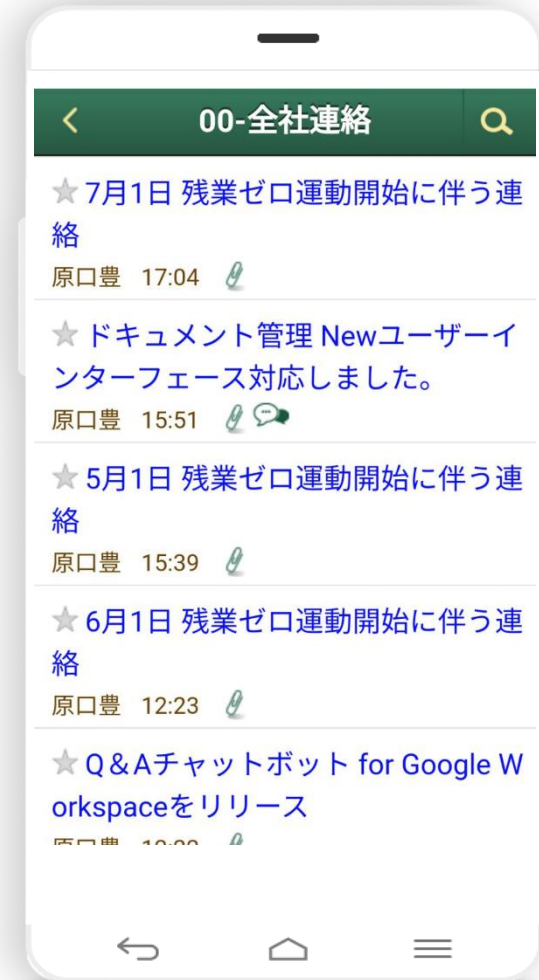 00-全社連絡
7月1日 残業ゼロ運動開始に伴う連
絡
原口豊 17:04
ドキュメント管理 Newユーザーイ
ンターフェース対応しました。
原口豊 15:51
5月1日 残業ゼロ運動開始に伴う連
絡
原口豊 15:39
6月1日 残業ゼロ運動開始に伴う連
絡
原口豊 12:23
Q＆Aチャットボット for Google W
orkspaceをリリース
原口豊